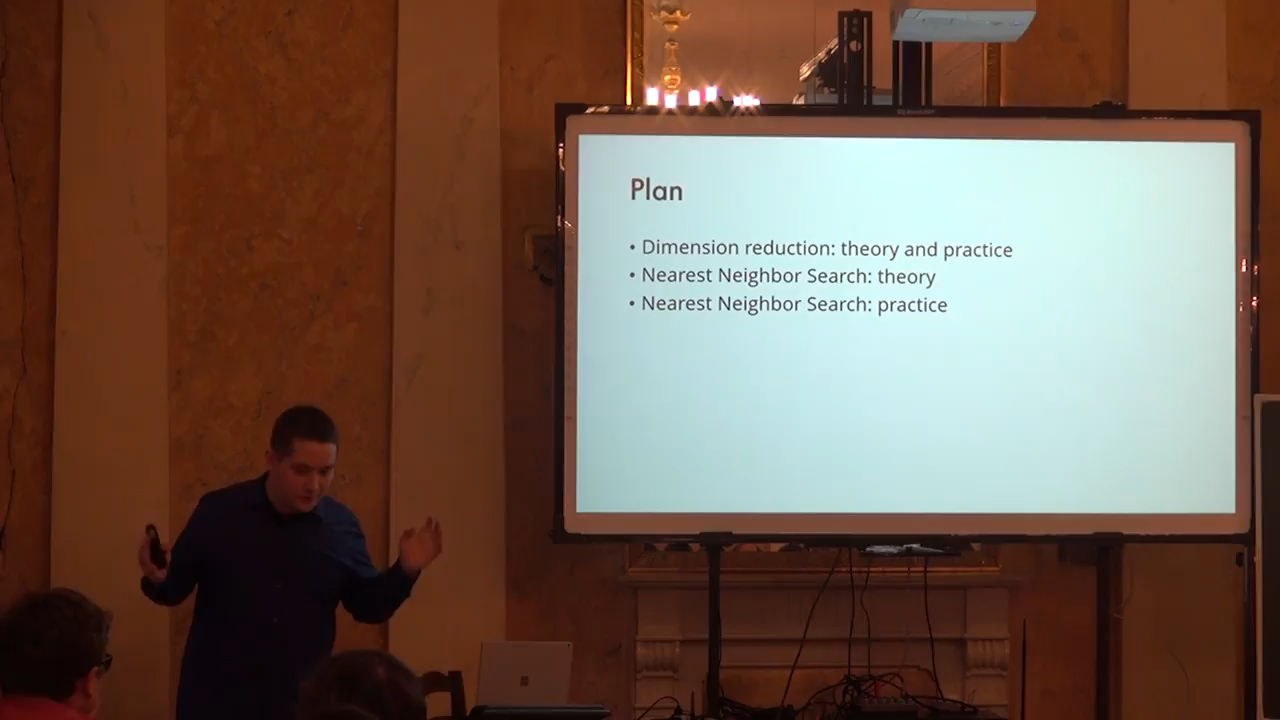 Plan
• Dimension reduction: theory and practice
• Nearest Neighbor Search: theory
• Nearest Neighbor Search: practice